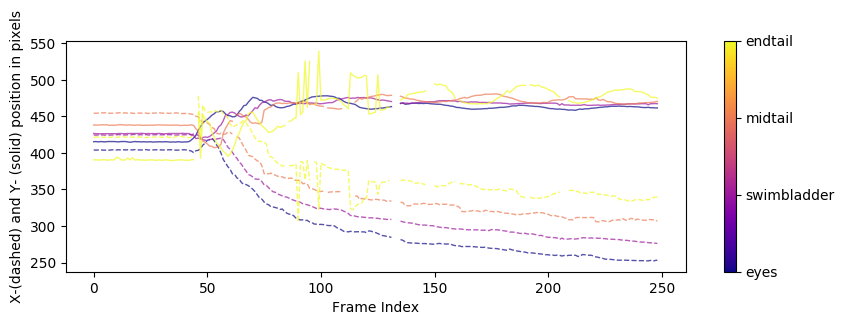 X-(dashed) and Y- (solid) position in pixels
550
500
450
400
350
300
250
0
50
100
150
200
250
Frame Index
endtail
midtail
swimbladder
eyes